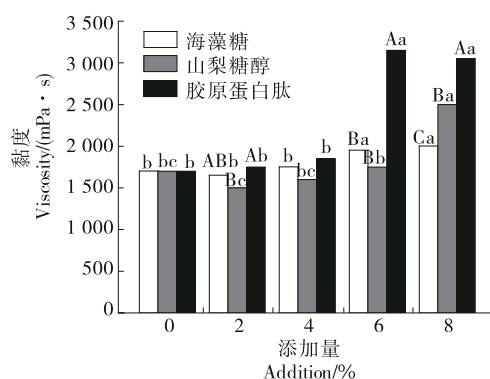 3 500
3 000
2 500
2 000
1 500
1 000
500
0
黏度
Viscosity/(mPa·s)
海藻糖
山梨糖醇
胶原蛋白肽
b bc b
ABb Bc Ab
b bc b
Ba Bb Aa
Ca Ba Aa
0 2 4 6 8
添加量
Addition/%